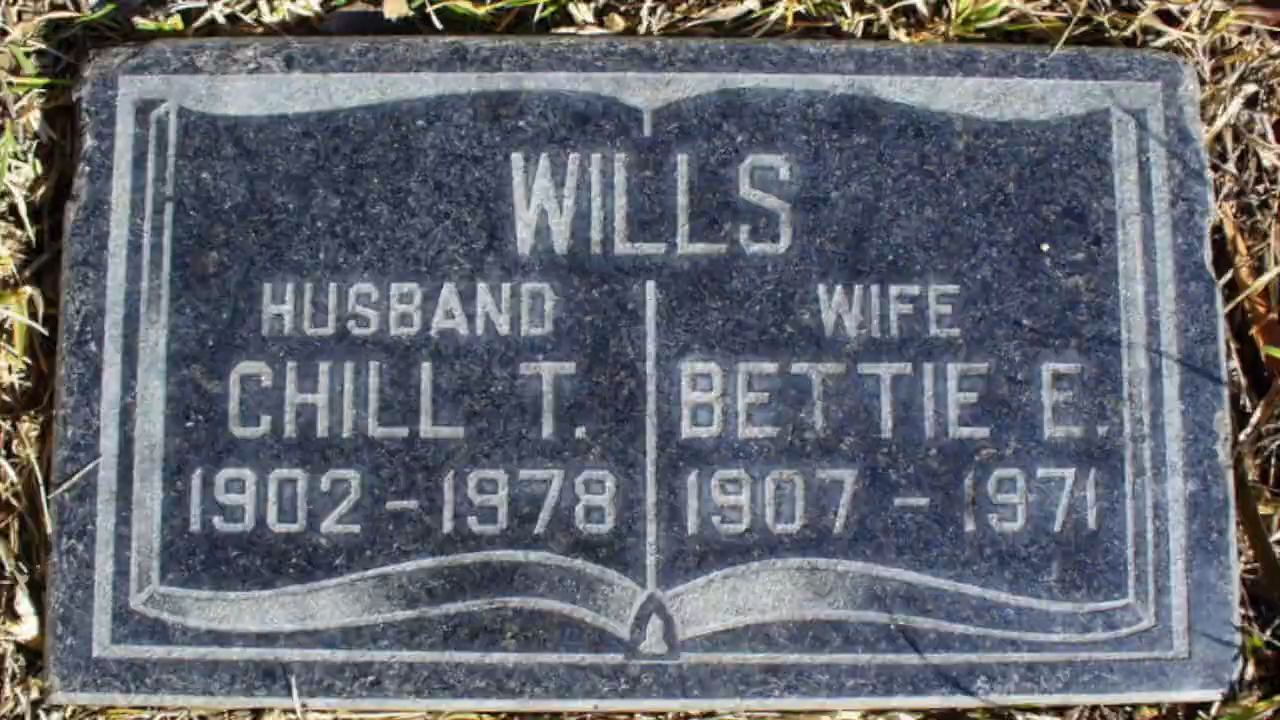 WILLS
HUSBAND
CHILL T.
1902 - 1978
WIFE
BETTIE E.
1907 - 1971